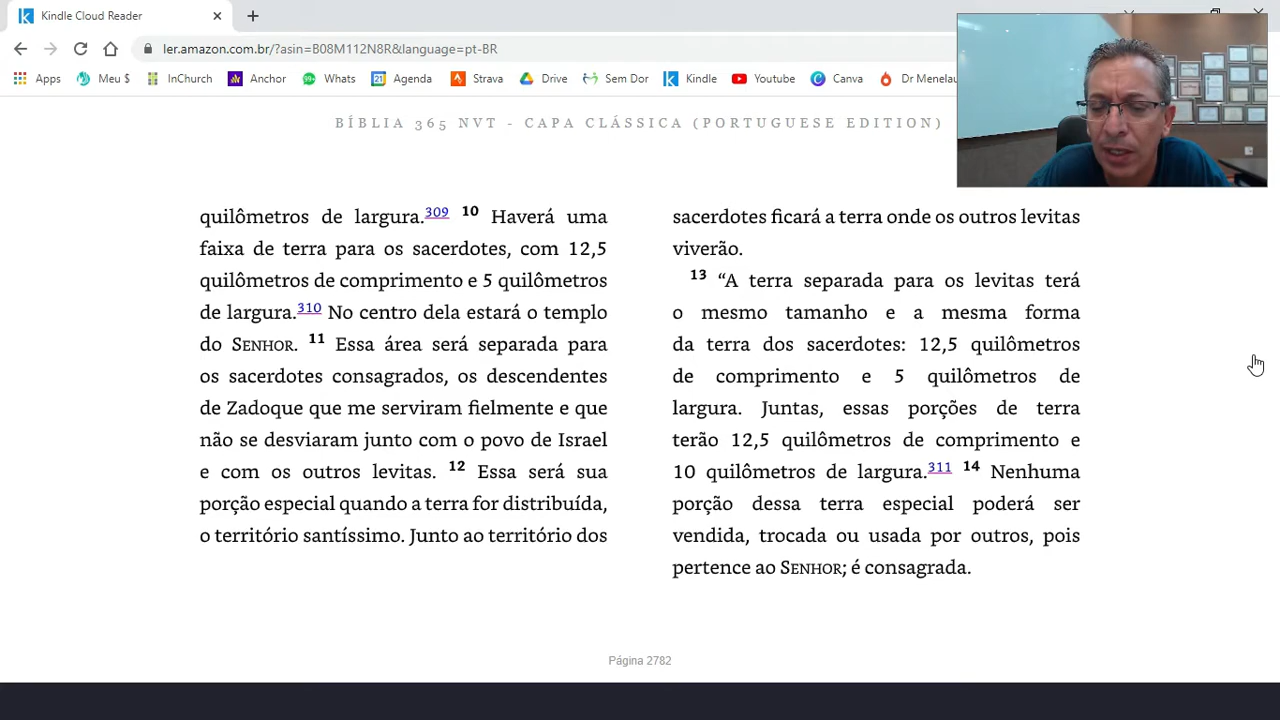 Kindle Cloud Reader
ler.amazon.com.br/?asin=B08M112N8R&language=pt-BR
Apps Meu $ InChurch Anchor Whats Agenda Strava Drive Sem Dor Kindle Youtube Canva Dr Menelau
BÍBLIA 365 NVT - CAPA CLÁSSICA (PORTUGUESE EDITION)
quilômetros de largura.309 10 Haverá uma
faixa de terra para os sacerdotes, com 12,5
quilômetros de comprimento e 5 quilômetros
de largura.310 No centro dela estará o templo
do SENHOR. 11 Essa área será separada para
os sacerdotes consagrados, os descendentes
de Zadoque que me serviram fielmente e que
não se desviaram junto com o povo de Israel
e com os outros levitas. 12 Essa será sua
porção especial quando a terra for distribuída,
o território santíssimo. Junto ao território dos
sacerdotes ficará a terra onde os outros levitas
viverão.
13 “A terra separada para os levitas terá
o mesmo tamanho e a mesma forma
da terra dos sacerdotes: 12,5 quilômetros
de comprimento e 5 quilômetros de
largura. Juntas, essas porções de terra
terão 12,5 quilômetros de comprimento e
10 quilômetros de largura.311 14 Nenhuma
porção dessa terra especial poderá ser
vendida, trocada ou usada por outros, pois
pertence ao SENHOR; é consagrada.
Página 2782